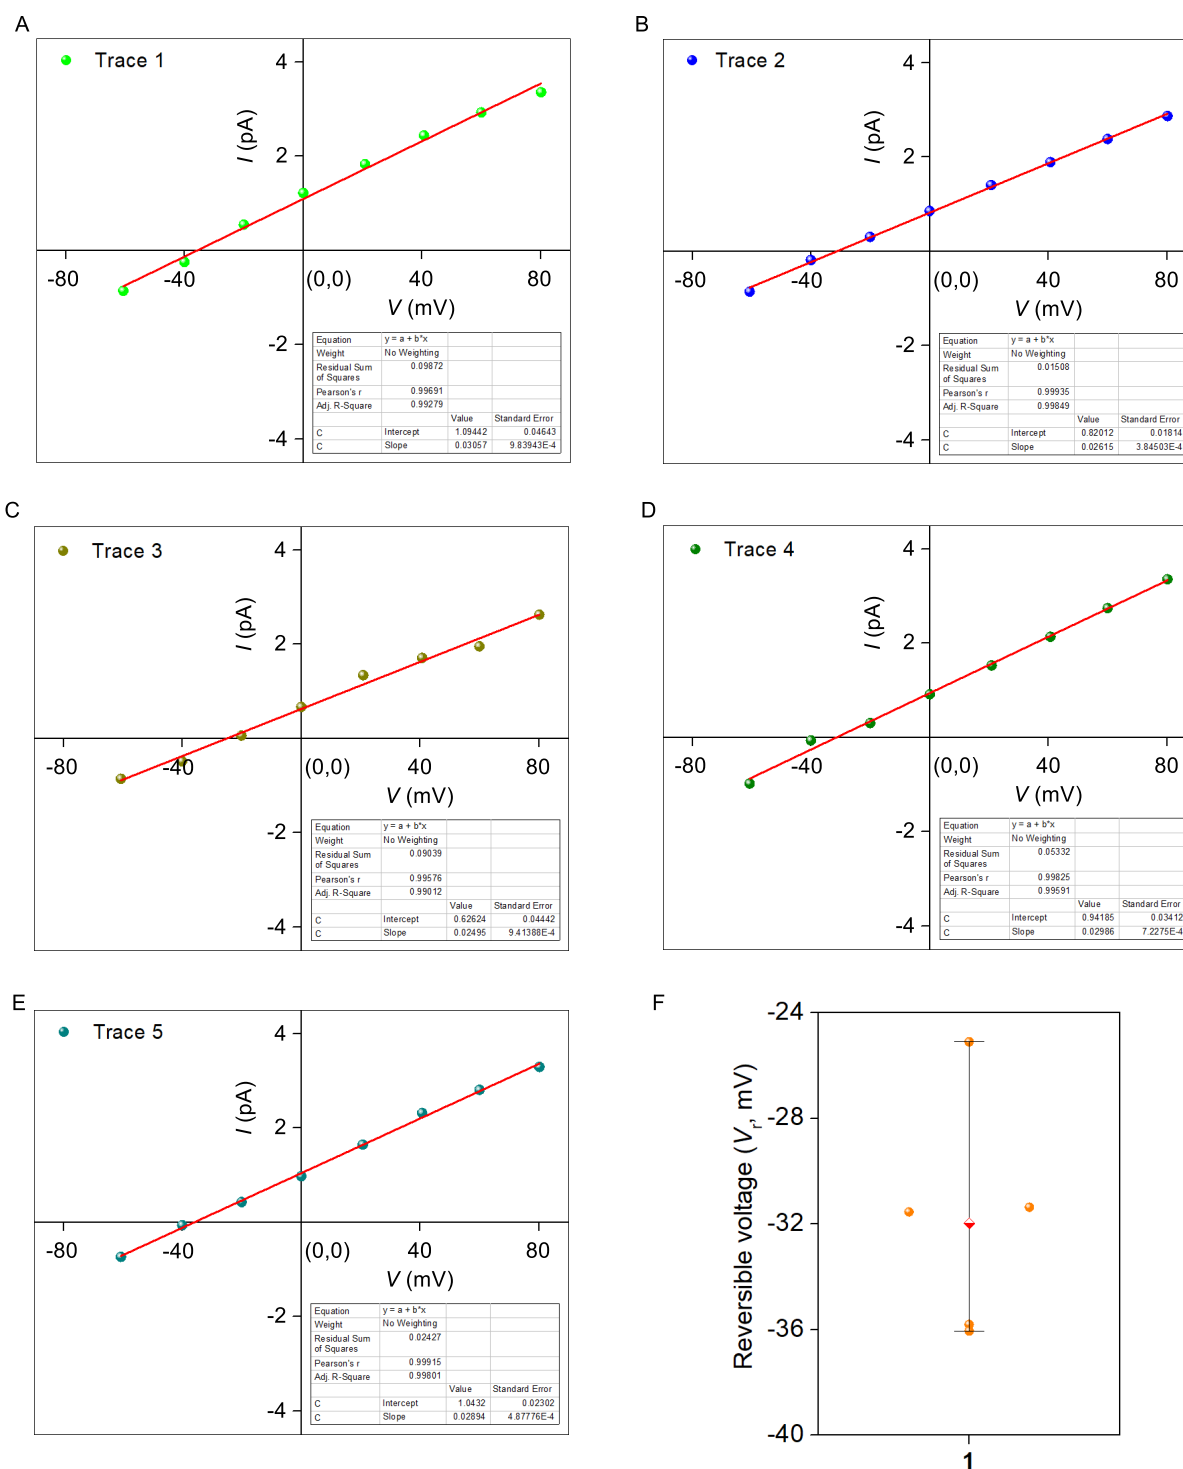 A
Trace 1
I (pA)
4
2
-80
-40
(0,0)
40
80
V (mV)
-2
-4
Equation y = a + b*x
Weight No Weighting
Residual Sum of Squares 0.09872
Pearson's r 0.99691
Adj. R-Square 0.99279
Value Standard Error
C Intercept 1.09442 0.04643
C Slope 0.03057 9.83943E-4
B
Trace 2
I (pA)
4
2
-80
-40
(0,0)
40
80
V (mV)
-2
-4
Equation y = a + b*x
Weight No Weighting
Residual Sum of Squares 0.01508
Pearson's r 0.99935
Adj. R-Square 0.99849
Value Standard Error
C Intercept 0.82012 0.01814
C Slope 0.02615 3.84503E-4
C
Trace 3
I (pA)
4
2
-80
-40
(0,0)
40
80
V (mV)
-2
-4
Equation y = a + b*x
Weight No Weighting
Residual Sum of Squares 0.09039
Pearson's r 0.99576
Adj. R-Square 0.99012
Value Standard Error
C Intercept 0.62624 0.04442
C Slope 0.02495 9.41388E-4
D
Trace 4
I (pA)
4
2
-80
-40
(0,0)
40
80
V (mV)
-2
-4
Equation y = a + b*x
Weight No Weighting
Residual Sum of Squares 0.05332
Pearson's r 0.99825
Adj. R-Square 0.99591
Value Standard Error
C Intercept 0.94185 0.03412
C Slope 0.02986 7.2275E-4
E
Trace 5
I (pA)
4
2
-80
-40
(0,0)
40
80
V (mV)
-2
-4
Equation y = a + b*x
Weight No Weighting
Residual Sum of Squares 0.02427
Pearson's r 0.99915
Adj. R-Square 0.99801
Value Standard Error
C Intercept 1.0432 0.02302
C Slope 0.02894 4.87776E-4
F
Reversible voltage (Vr, mV)
-24
-28
-32
-36
-40
1